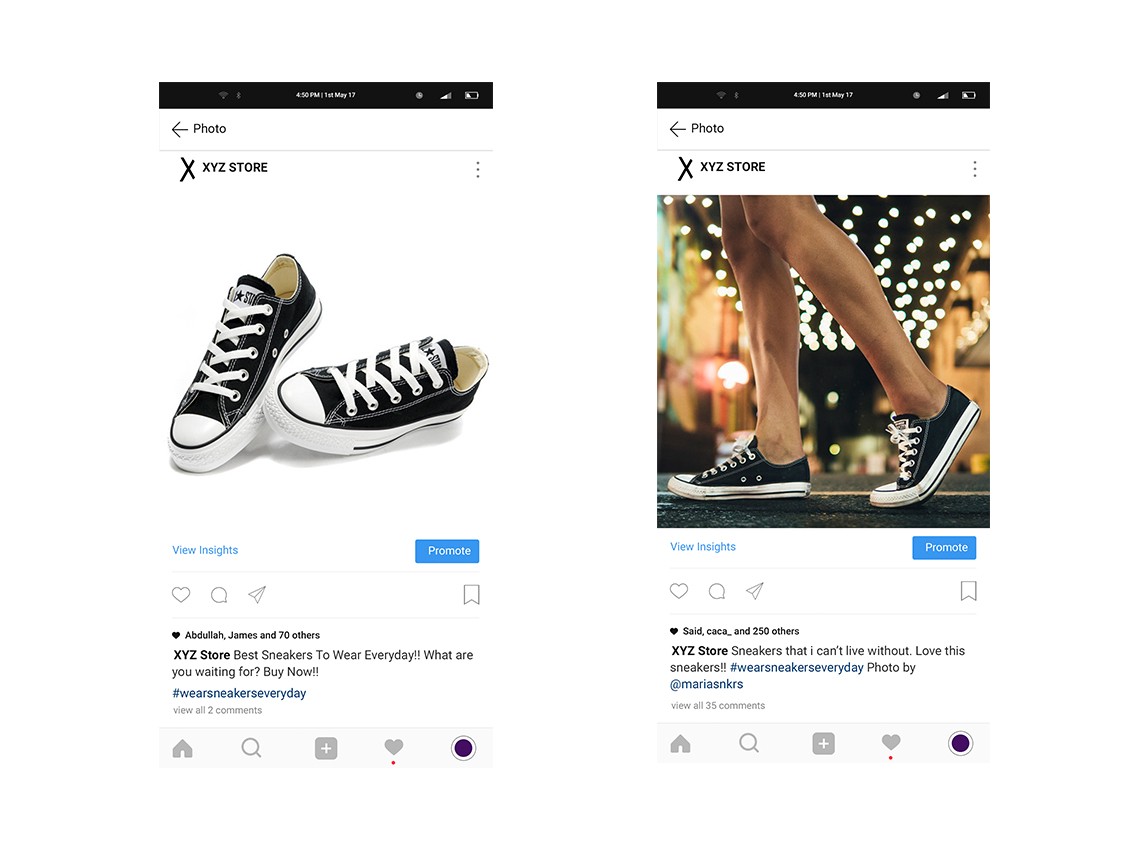 4:50 PM | 1st May 17
Photo
X XYZ STORE
STA
STA
View Insights
Promote
Abdullah, James and 70 others
XYZ Store Best Sneakers To Wear Everyday!! What are
you waiting for? Buy Now!!
#wearsneakerseveryday
view all 2 comments
4:50 PM | 1st May 17
Photo
X XYZ STORE
View Insights
Promote
Said, caca_ and 250 others
XYZ Store Sneakers that i can't live without. Love this
sneakers!! #wearsneakerseveryday Photo by
@mariasnkrs
view all 35 comments